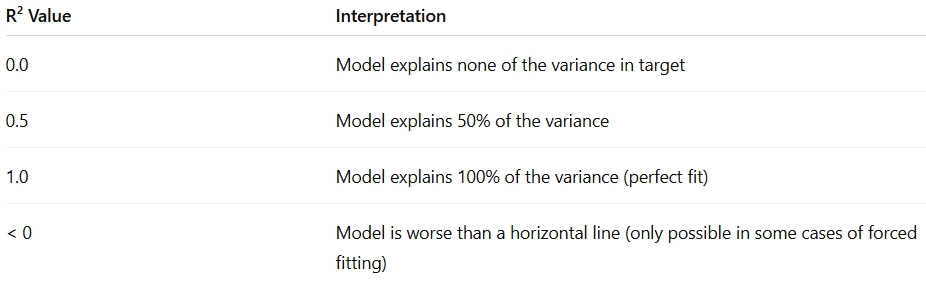 R² Value Interpretation
0.0 Model explains none of the variance in target
0.5 Model explains 50% of the variance
1.0 Model explains 100% of the variance (perfect fit)
< 0 Model is worse than a horizontal line (only possible in some cases of forced
fitting)